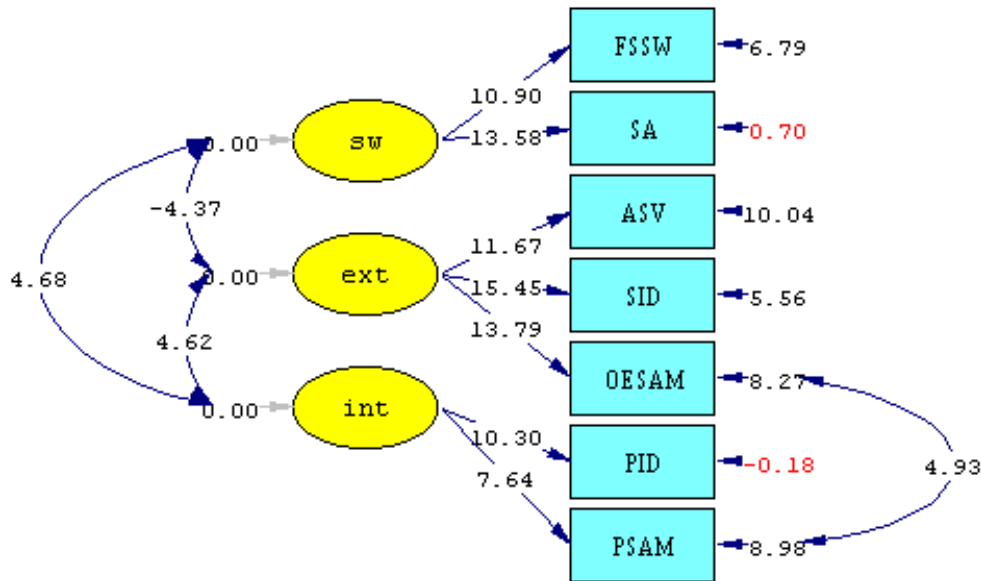 FSSW
6.79
10.90
0.00
sw
13.58
SA
0.70
-4.37
ASV
10.04
11.67
4.68
0.00
ext
15.45
SID
5.56
13.79
4.62
OESAM
8.27
0.00
int
10.30
PID
-0.18
4.93
7.64
PSAM
8.98